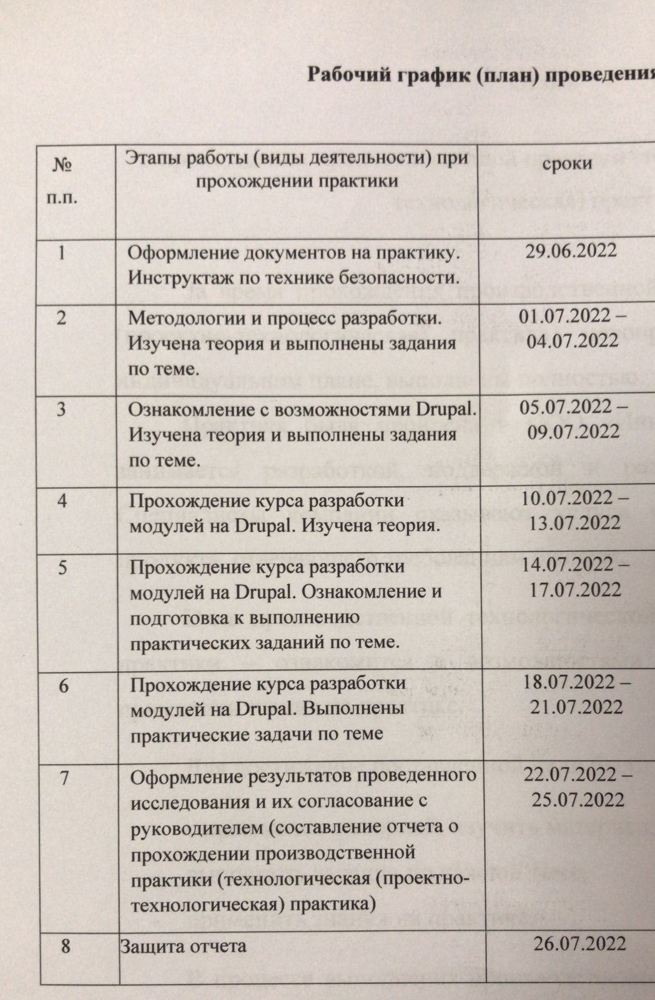 Рабочий график (план) проведения
№
п.п.
Этапы работы (виды деятельности) при
прохождении практики
сроки
1
Оформление документов на практику.
Инструктаж по технике безопасности.
29.06.2022
2
Методологии и процесс разработки.
Изучена теория и выполнены задания
по теме.
01.07.2022 –
04.07.2022
3
Ознакомление с возможностями Drupal.
Изучена теория и выполнены задания
по теме.
05.07.2022 –
09.07.2022
4
Прохождение курса разработки
модулей на Drupal. Изучена теория.
10.07.2022 –
13.07.2022
5
Прохождение курса разработки
модулей на Drupal. Ознакомление и
подготовка к выполнению
практических заданий по теме.
14.07.2022 –
17.07.2022
6
Прохождение курса разработки
модулей на Drupal. Выполнены
практические задачи по теме
18.07.2022 –
21.07.2022
7
Оформление результатов проведенного
исследования и их согласование с
руководителем (составление отчета о
прохождении производственной
практики (технологическая (проектно-
технологическая) практика)
22.07.2022 –
25.07.2022
8
Защита отчета
26.07.2022